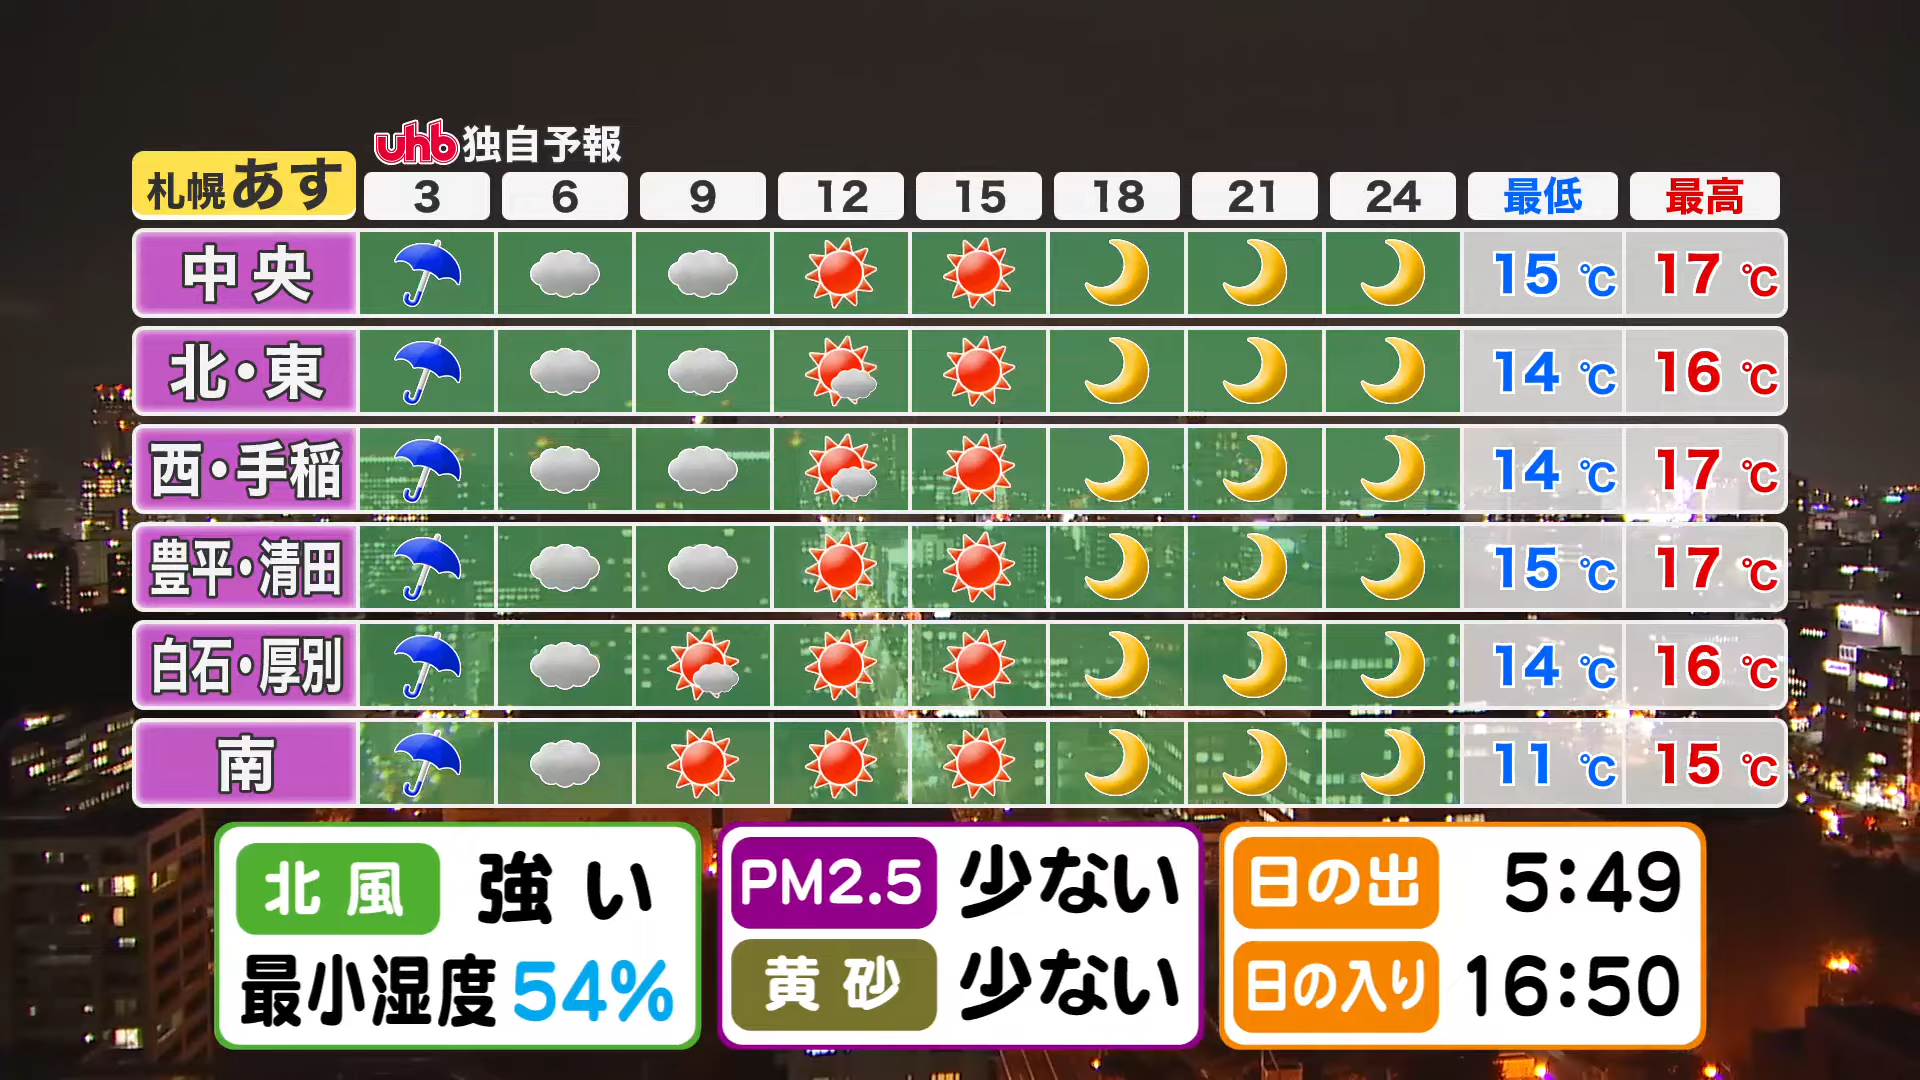 uhb独自予報
札幌あす 3 6 9 12 15 18 21 24 最低 最高
中央 15℃ 17℃
北・東 14℃ 16℃
西・手稲 14℃ 17℃
豊平・清田 15℃ 17℃
白石・厚別 14℃ 16℃
南 11℃ 15℃
北風 強い
最小湿度 54%
PM2.5 少ない
黄砂 少ない
日の出 5:49
日の入り 16:50